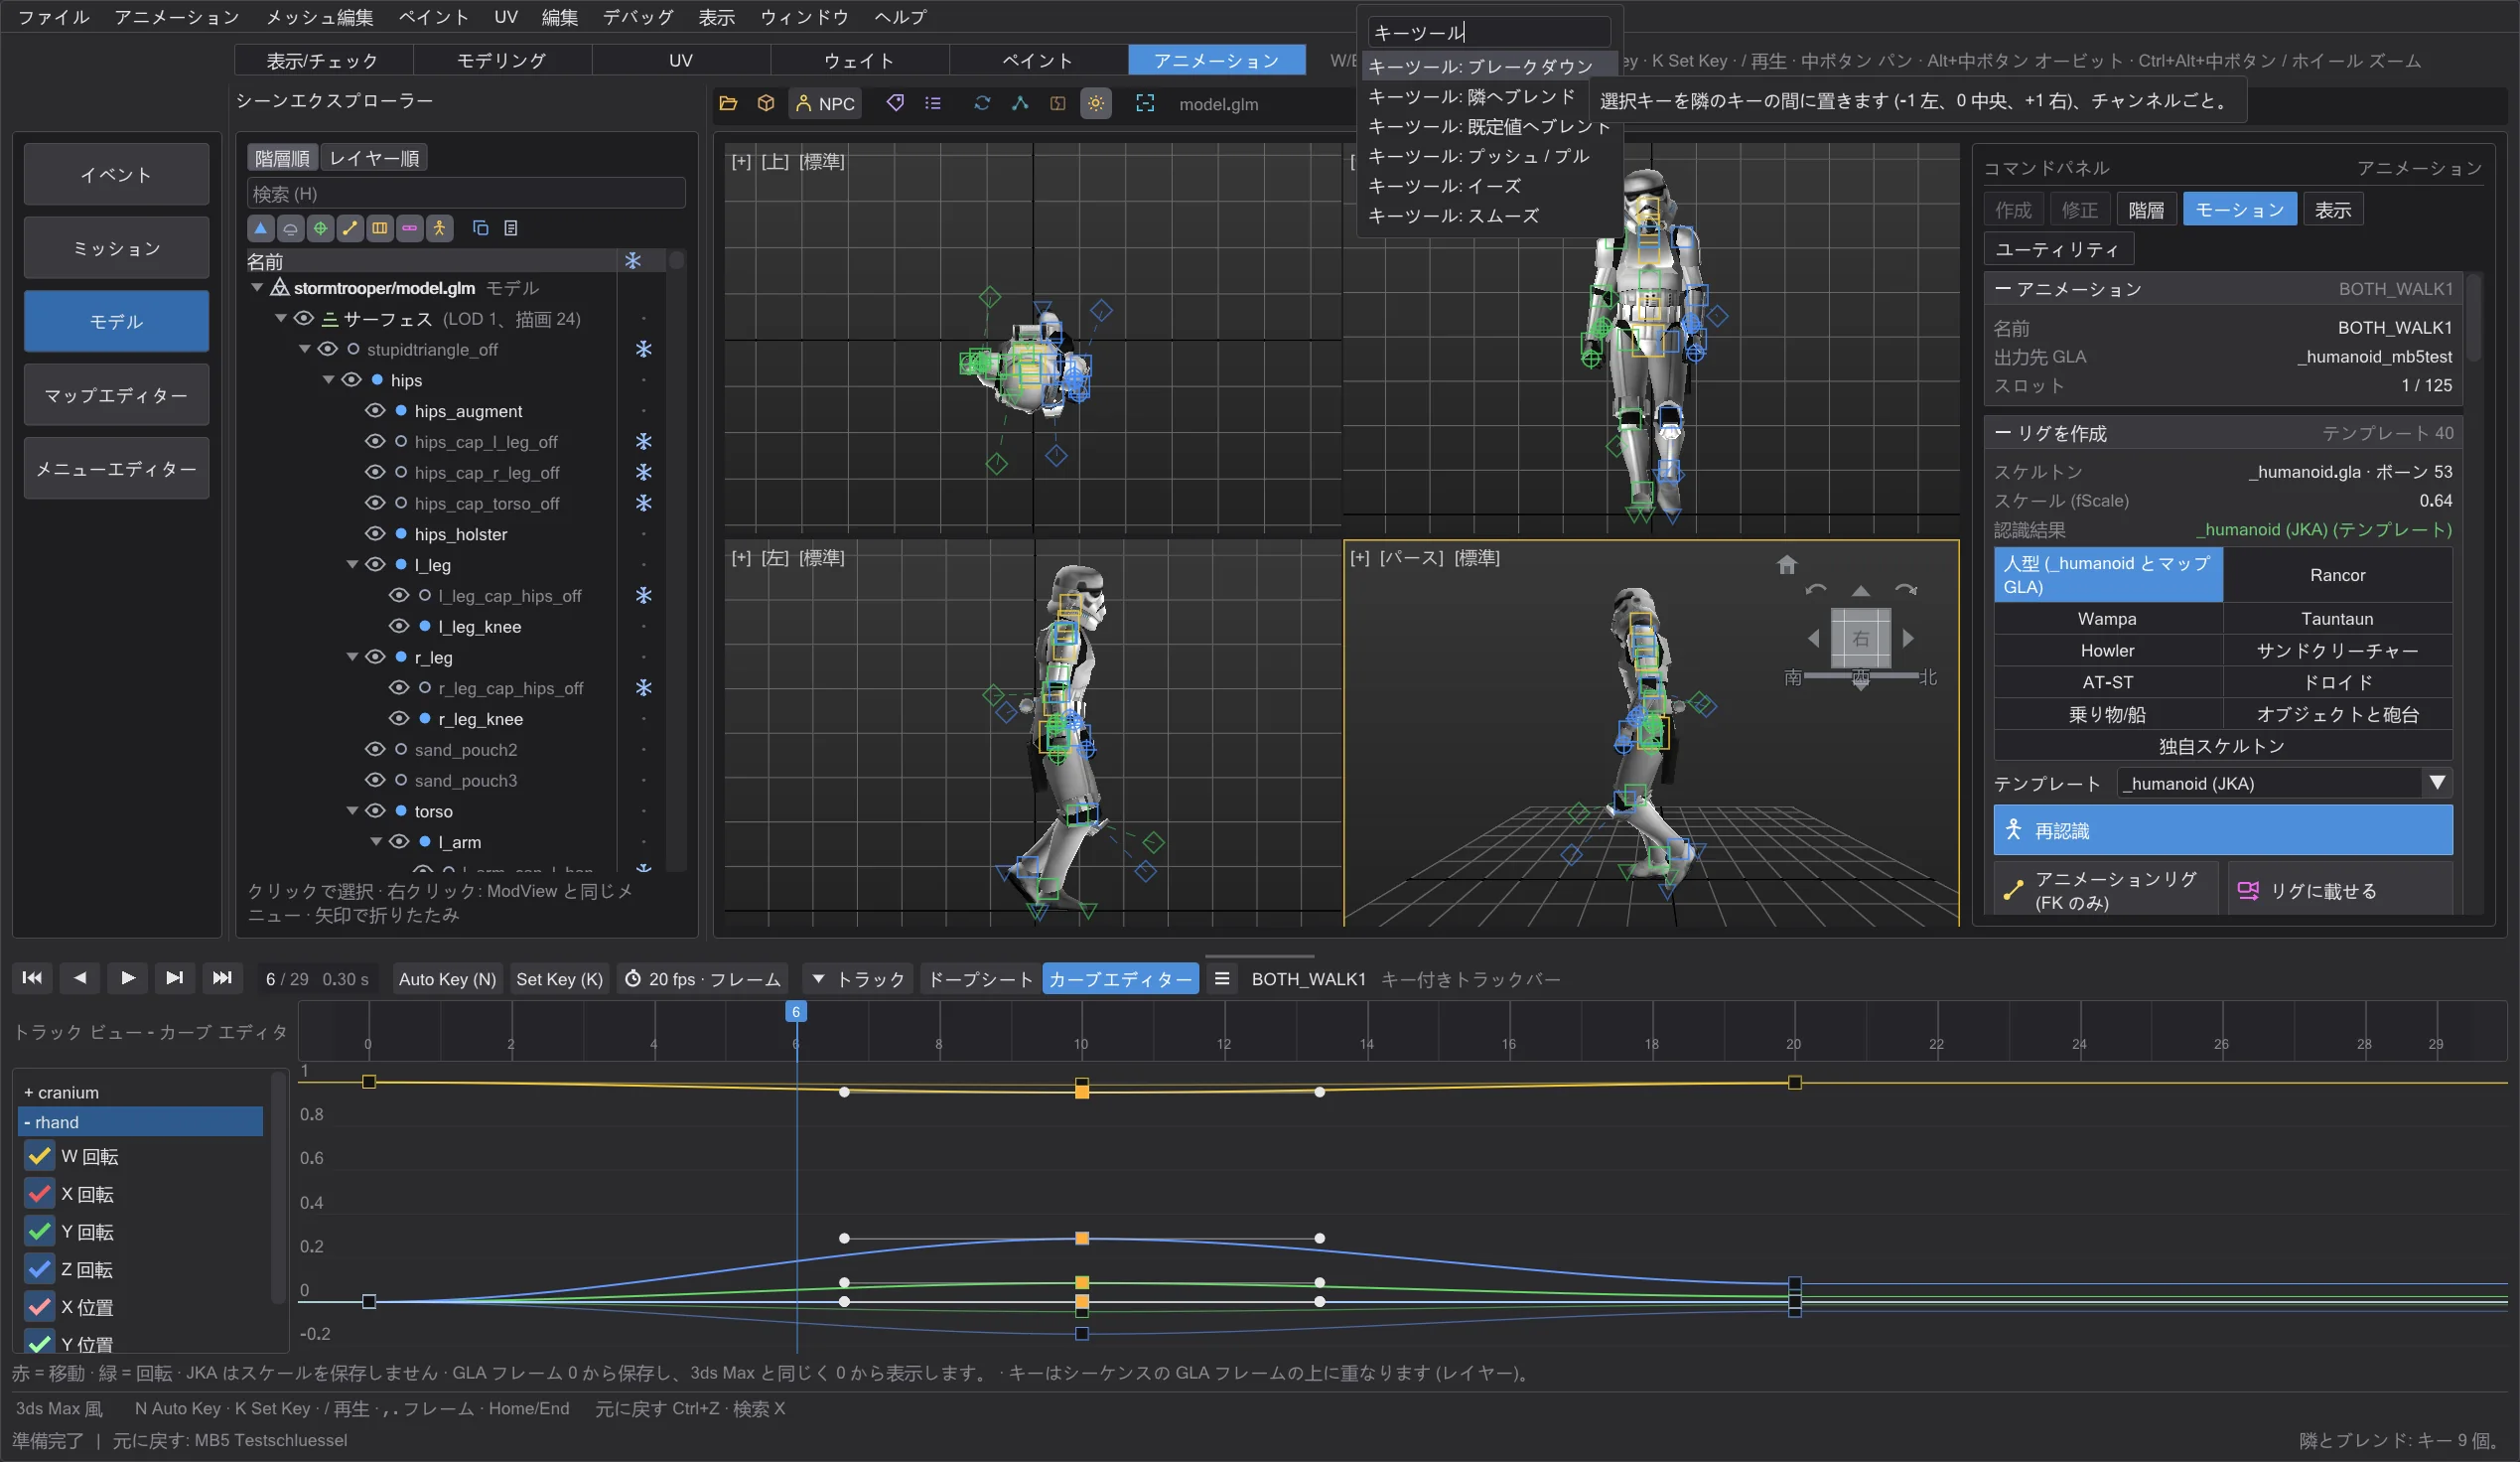 ファイル アニメーション メッシュ編集 ペイント UV 編集 デバッグ 表示 ウィンドウ ヘルプ
キーツール
表示/チェック モデリング UV ウェイト ペイント アニメーション
キーツール: ブレークダウン
キーツール: 隣へブレンド
キーツール: 既定値へブレンド
キーツール: プッシュ / プル
キーツール: イーズ
キーツール: スムーズ
K Set Key · / 再生 · 中ボタン パン · Alt+中ボタン オービット · Ctrl+Alt+中ボタン / ホイール ズーム
選択キーを隣のキーの間に置きます (-1 左、0 中央、+1 右)、チャンネルごと。
シーンエクスプローラー
NPC model.glm
イベント
ミッション
モデル
マップエディター
メニューエディター
階層順 レイヤー順
検索 (H)
名前
stormtrooper/model.glm モデル
サーフェス (LOD 1、描画 24)
stupidtriangle_off
hips
hips_augment
hips_cap_l_leg_off
hips_cap_r_leg_off
hips_cap_torso_off
hips_holster
l_leg
l_leg_cap_hips_off
l_leg_knee
r_leg
r_leg_cap_hips_off
r_leg_knee
sand_pouch2
sand_pouch3
torso
l_arm
クリックで選択 · 右クリック: ModView と同じメ
ニュー · 矢印で折りたたみ
[+] [上] [標準]
[+] [左] [標準]
[+] [パース] [標準]
右
南 西 北
コマンドパネル アニメーション
作成 修正 階層 モーション 表示
ユーティリティ
アニメーション BOTH_WALK1
名前 BOTH_WALK1
出力先 GLA _humanoid_mb5test
スロット 1 / 125
リグを作成 テンプレート 40
スケルトン _humanoid.gla · ボーン 53
スケール (fScale) 0.64
認識結果 _humanoid (JKA) (テンプレート)
人型 (_humanoid とマップ
GLA)
Rancor
Wampa Tauntaun
Howler サンドクリーチャー
AT-ST ドロイド
乗り物/船 オブジェクトと砲台
独自スケルトン
テンプレート _humanoid (JKA)
再認識
アニメーションリグ
(FK のみ)
リグに載せる
6 / 29 0.30 s Auto Key (N) Set Key (K) 20 fps · フレーム トラック ドープシート カーブエディター BOTH_WALK1 キー付きトラックバー
トラック ビュー - カーブ エディタ
6
0 2 4 6 8 10 12 14 16 18 20 22 24 26 28 29
+ cranium
- rhand
W 回転
X 回転
Y 回転
Z 回転
X 位置
Y 位置
1
0.8
0.6
0.4
0.2
0
-0.2
赤 = 移動 · 緑 = 回転 · JKA はスケールを保存しません · GLA フレーム 0 から保存し、3ds Max と同じく 0 から表示します。 · キーはシーケンスの GLA フレームの上に重なります (レイヤー)。
3ds Max 風 N Auto Key · K Set Key · / 再生 · , . フレーム · Home/End 元に戻す Ctrl+Z · 検索 X
準備完了 | 元に戻す: MB5 Testschluessel
隣とブレンド: キー 9 個。